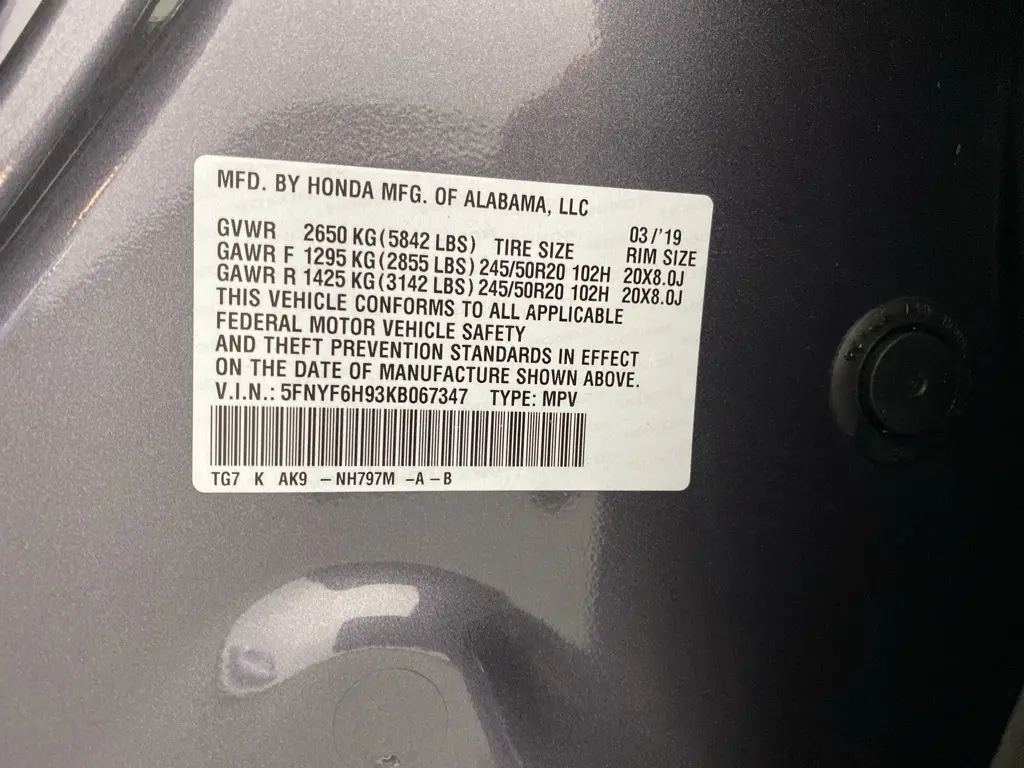 MFD. BY HONDA MFG. OF ALABAMA, LLC
03/'19
GVWR 2650 KG(5842 LBS) TIRE SIZE RIM SIZE
GAWR F 1295 KG(2855 LBS) 245/50R20 102H 20X8.0J
GAWR R 1425 KG(3142 LBS) 245/50R20 102H 20X8.0J
THIS VEHICLE CONFORMS TO ALL APPLICABLE
FEDERAL MOTOR VEHICLE SAFETY
AND THEFT PREVENTION STANDARDS IN EFFECT
ON THE DATE OF MANUFACTURE SHOWN ABOVE.
V.I.N.: 5FNYF6H93KB067347 TYPE: MPV
TG7 K AK9 -NH797M -A -B